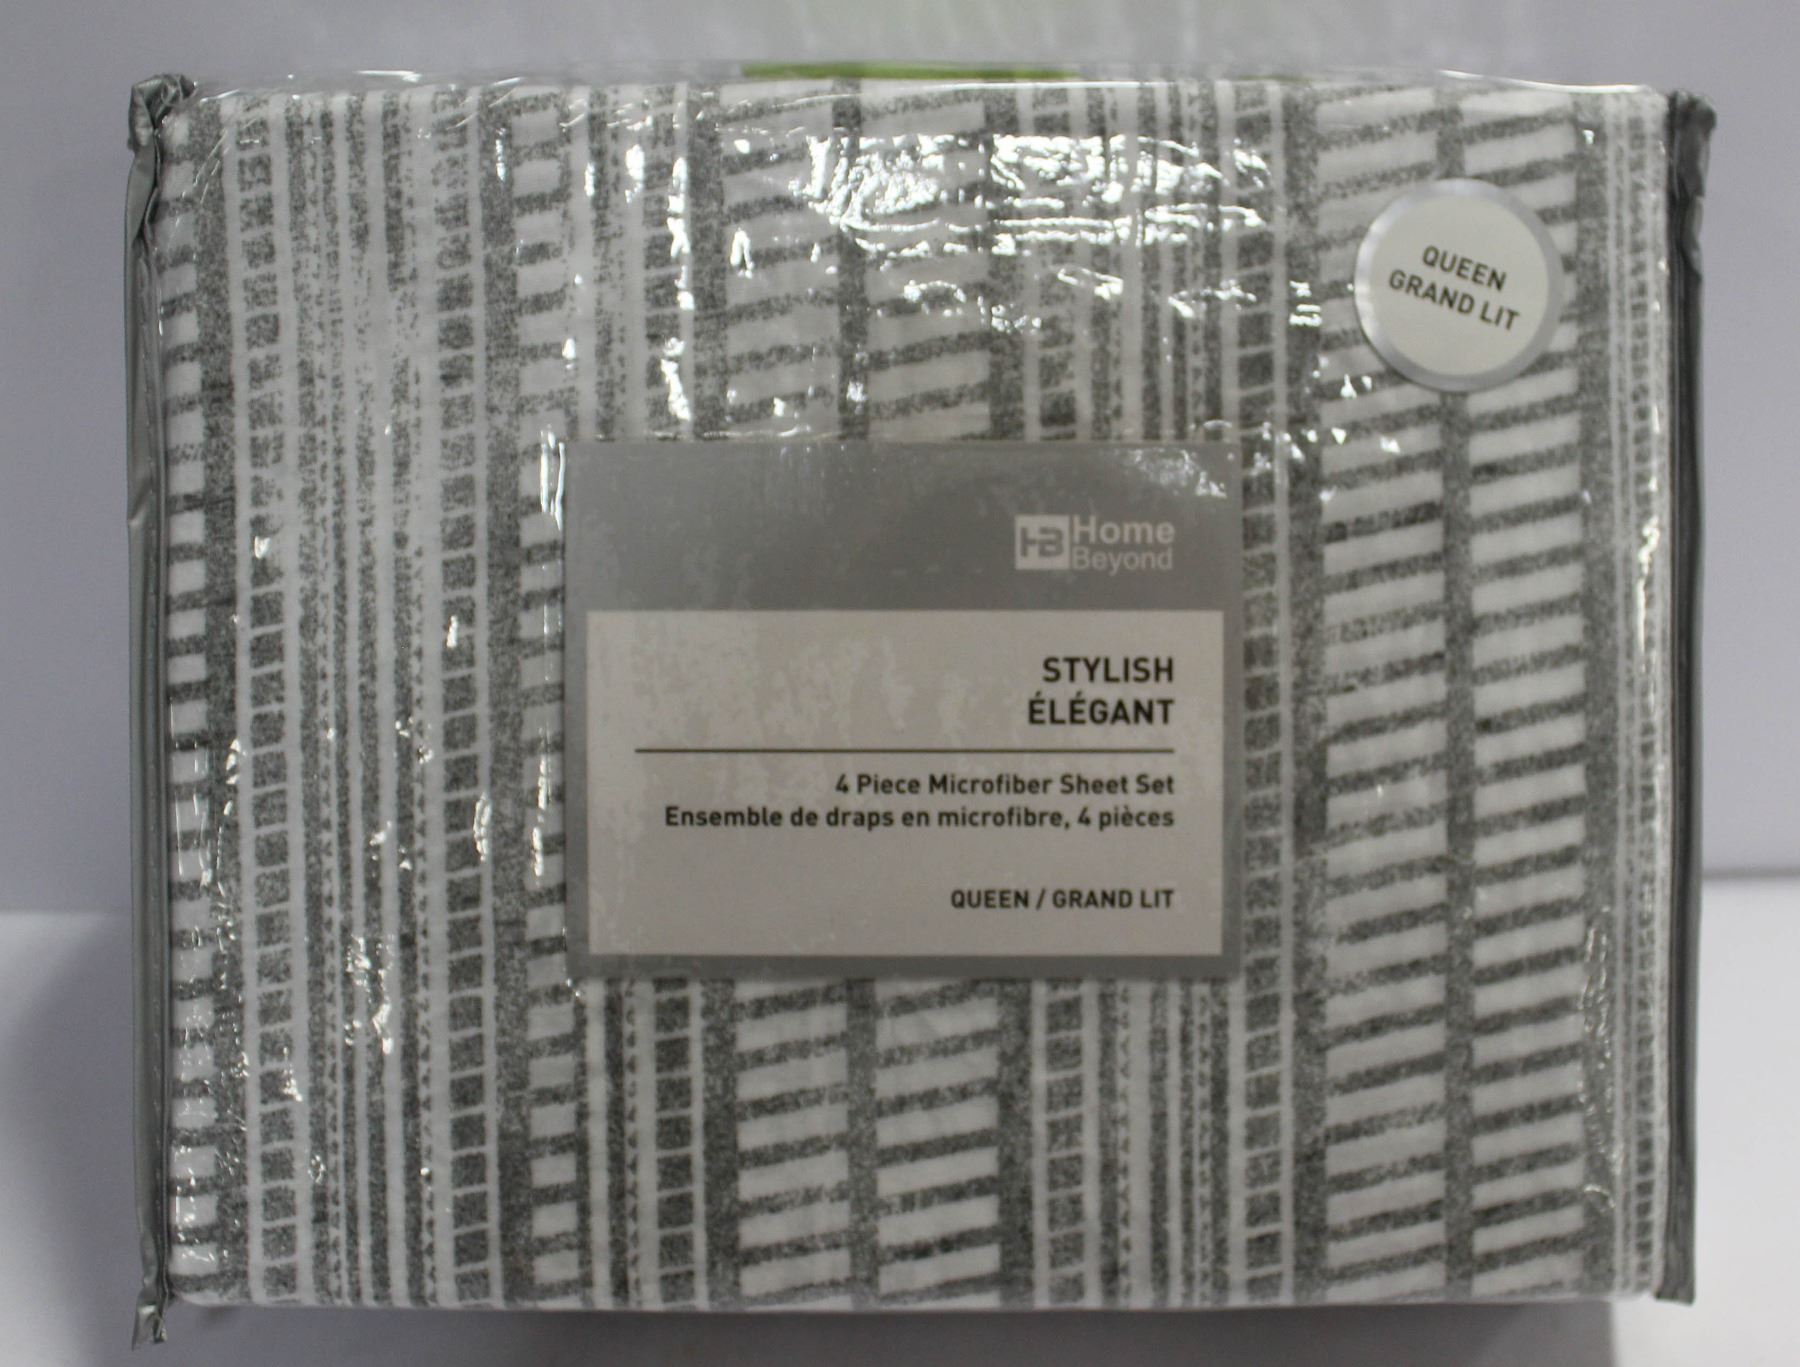 QUEEN
GRAND LIT
HB Home
Beyond
STYLISH
ÉLÉGANT
4 Piece Microfiber Sheet Set
Ensemble de draps en microfibre, 4 pièces
QUEEN / GRAND LIT